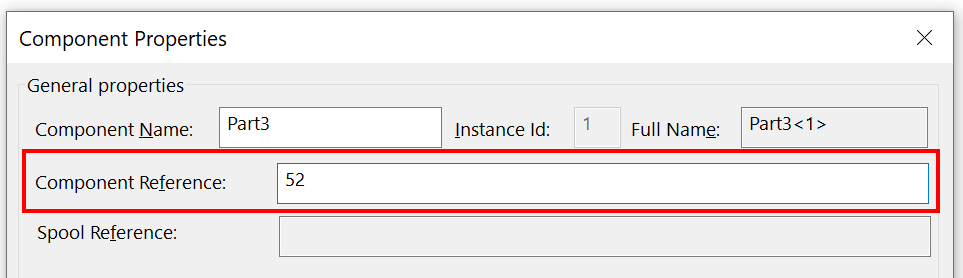 Component Properties
General properties
Component Name: Part3 Instance Id: 1 Full Name: Part3<1>
Component Reference: 52
Spool Reference: